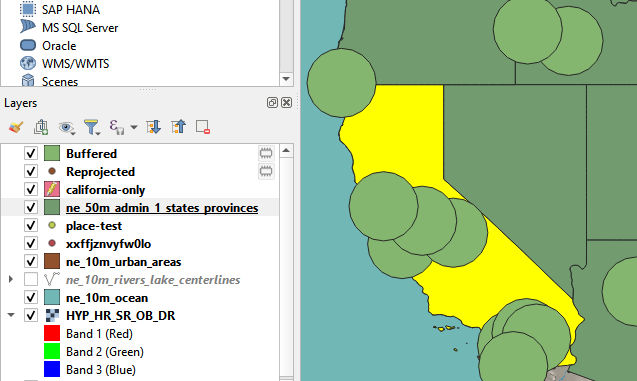 SAP HANA
MS SQL Server
Oracle
WMS/WMTS
Scenes
Layers
Buffered
Reprojected
california-only
ne_50m_admin_1_states_provinces
place-test
xxffjznvyfw0lo
ne_10m_urban_areas
ne_10m_rivers_lake_centerlines
ne_10m_ocean
HYP_HR_SR_OB_DR
Band 1 (Red)
Band 2 (Green)
Band 3 (Blue)